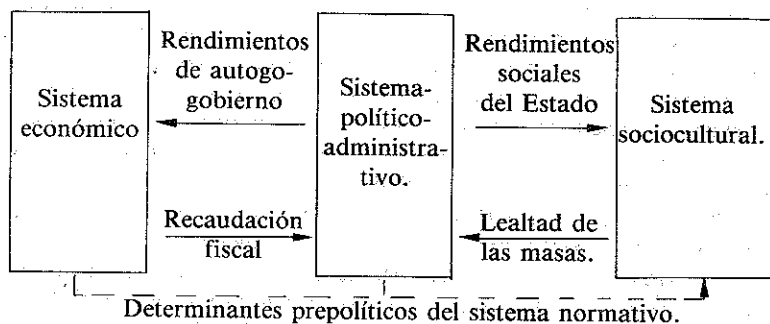 Sistema
económico
Rendimientos
de autogo-
gobierno
Recaudación
fiscal
Sistema-
político-
administra-
tivo.
Rendimientos
sociales
del Estado
Lealtad de
las masas.
Sistema
sociocultural.
Determinantes prepolíticos del sistema normativo.